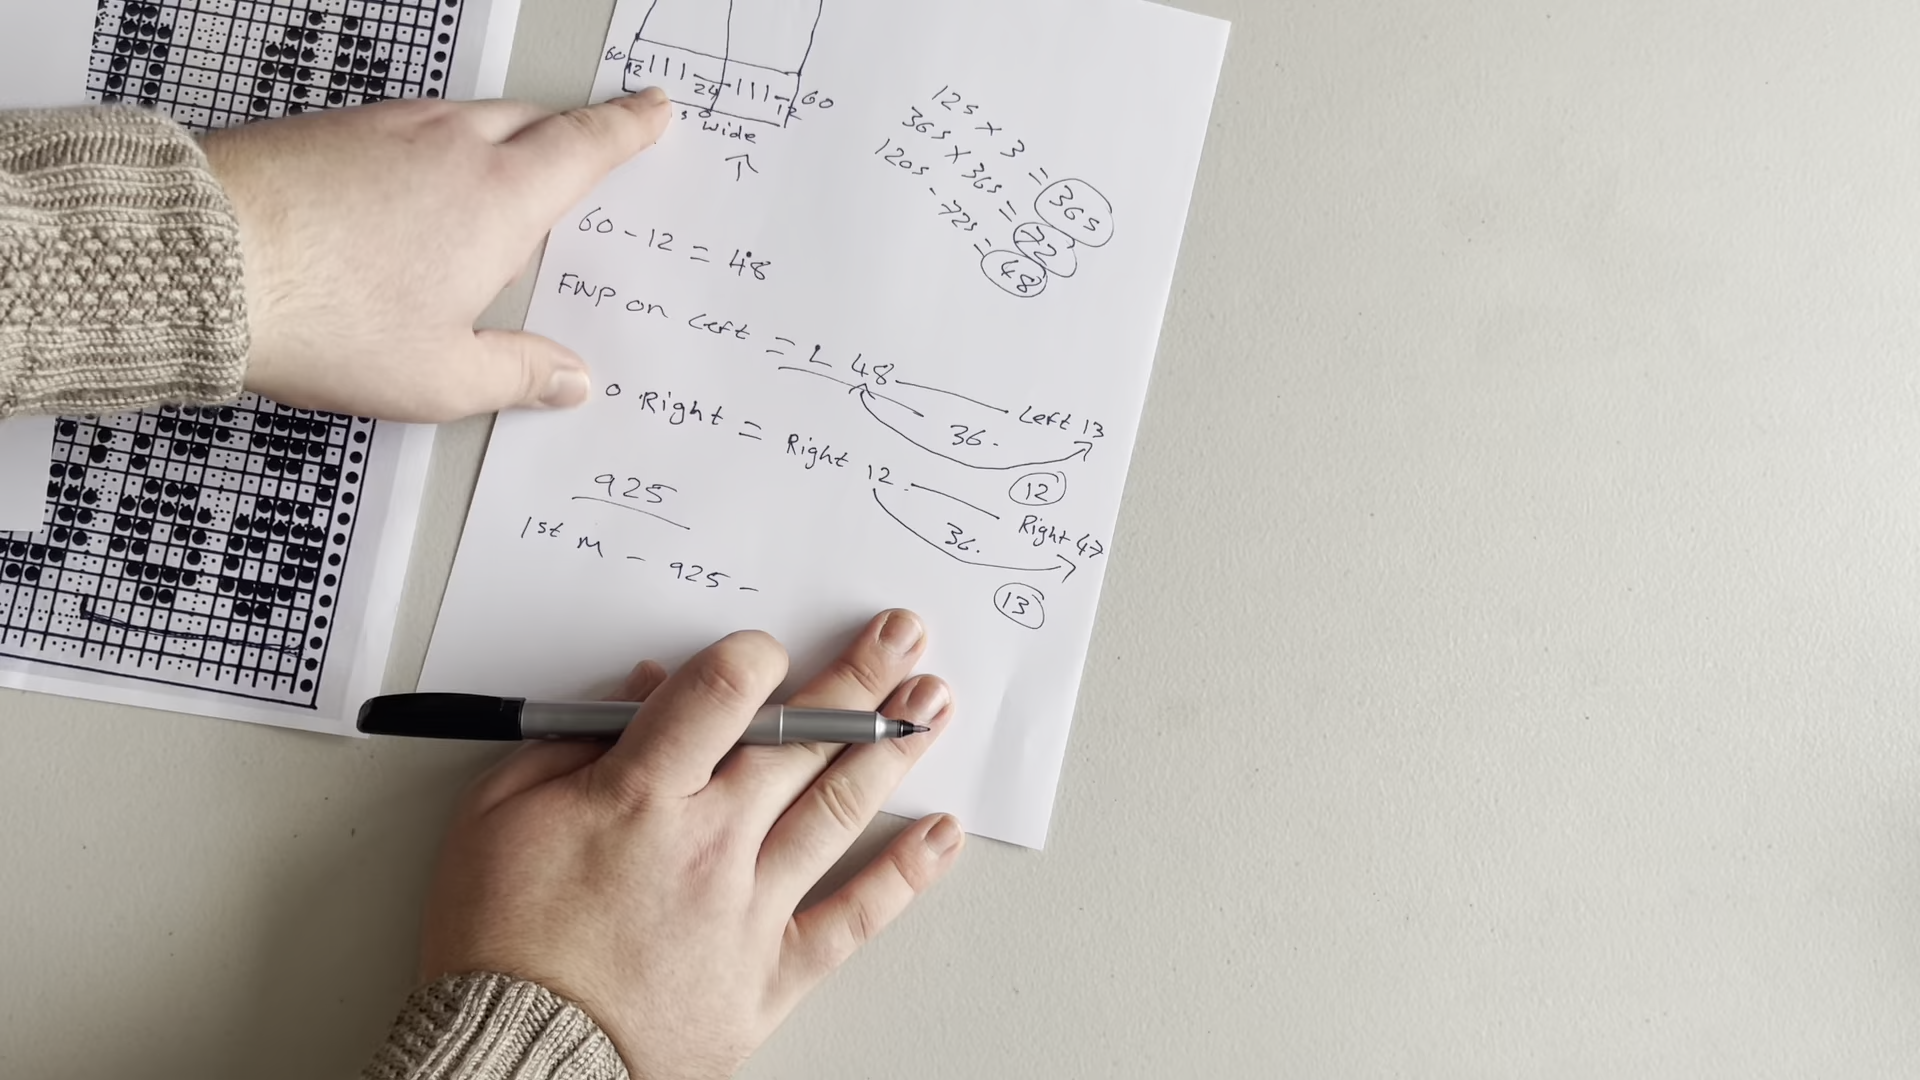 60
12
24
12
60
s wide
12s x 3 = 36s
36s x 36s = 72
120s - 72s = 48
60 - 12 = 48
FNP on Left = L 48
Left 13
36.
12
o Right = Right 12
Right 47
36.
13
925
1st M - 925 -